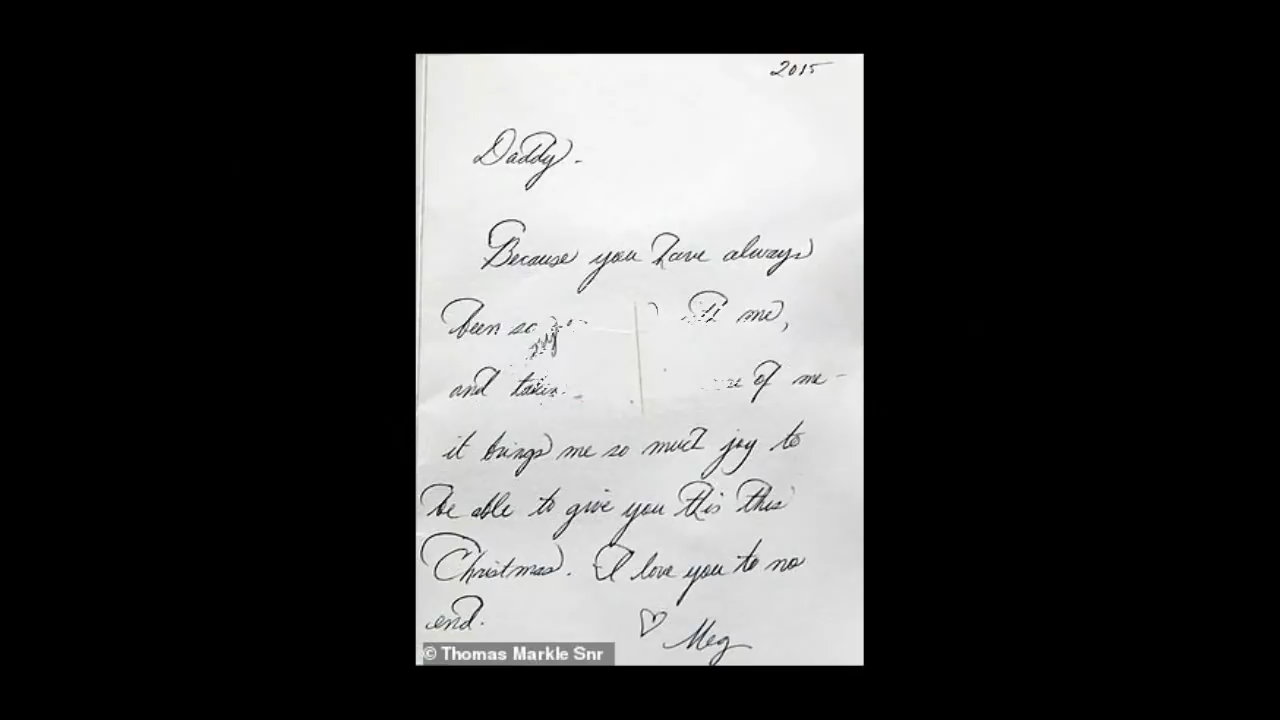 2015
Daddy.
Because you have always
been so me,
and of me -
it brings me so much joy to
be able to give you this this
Christmas. I love you to no
end.
♡ Meg
© Thomas Markle Snr